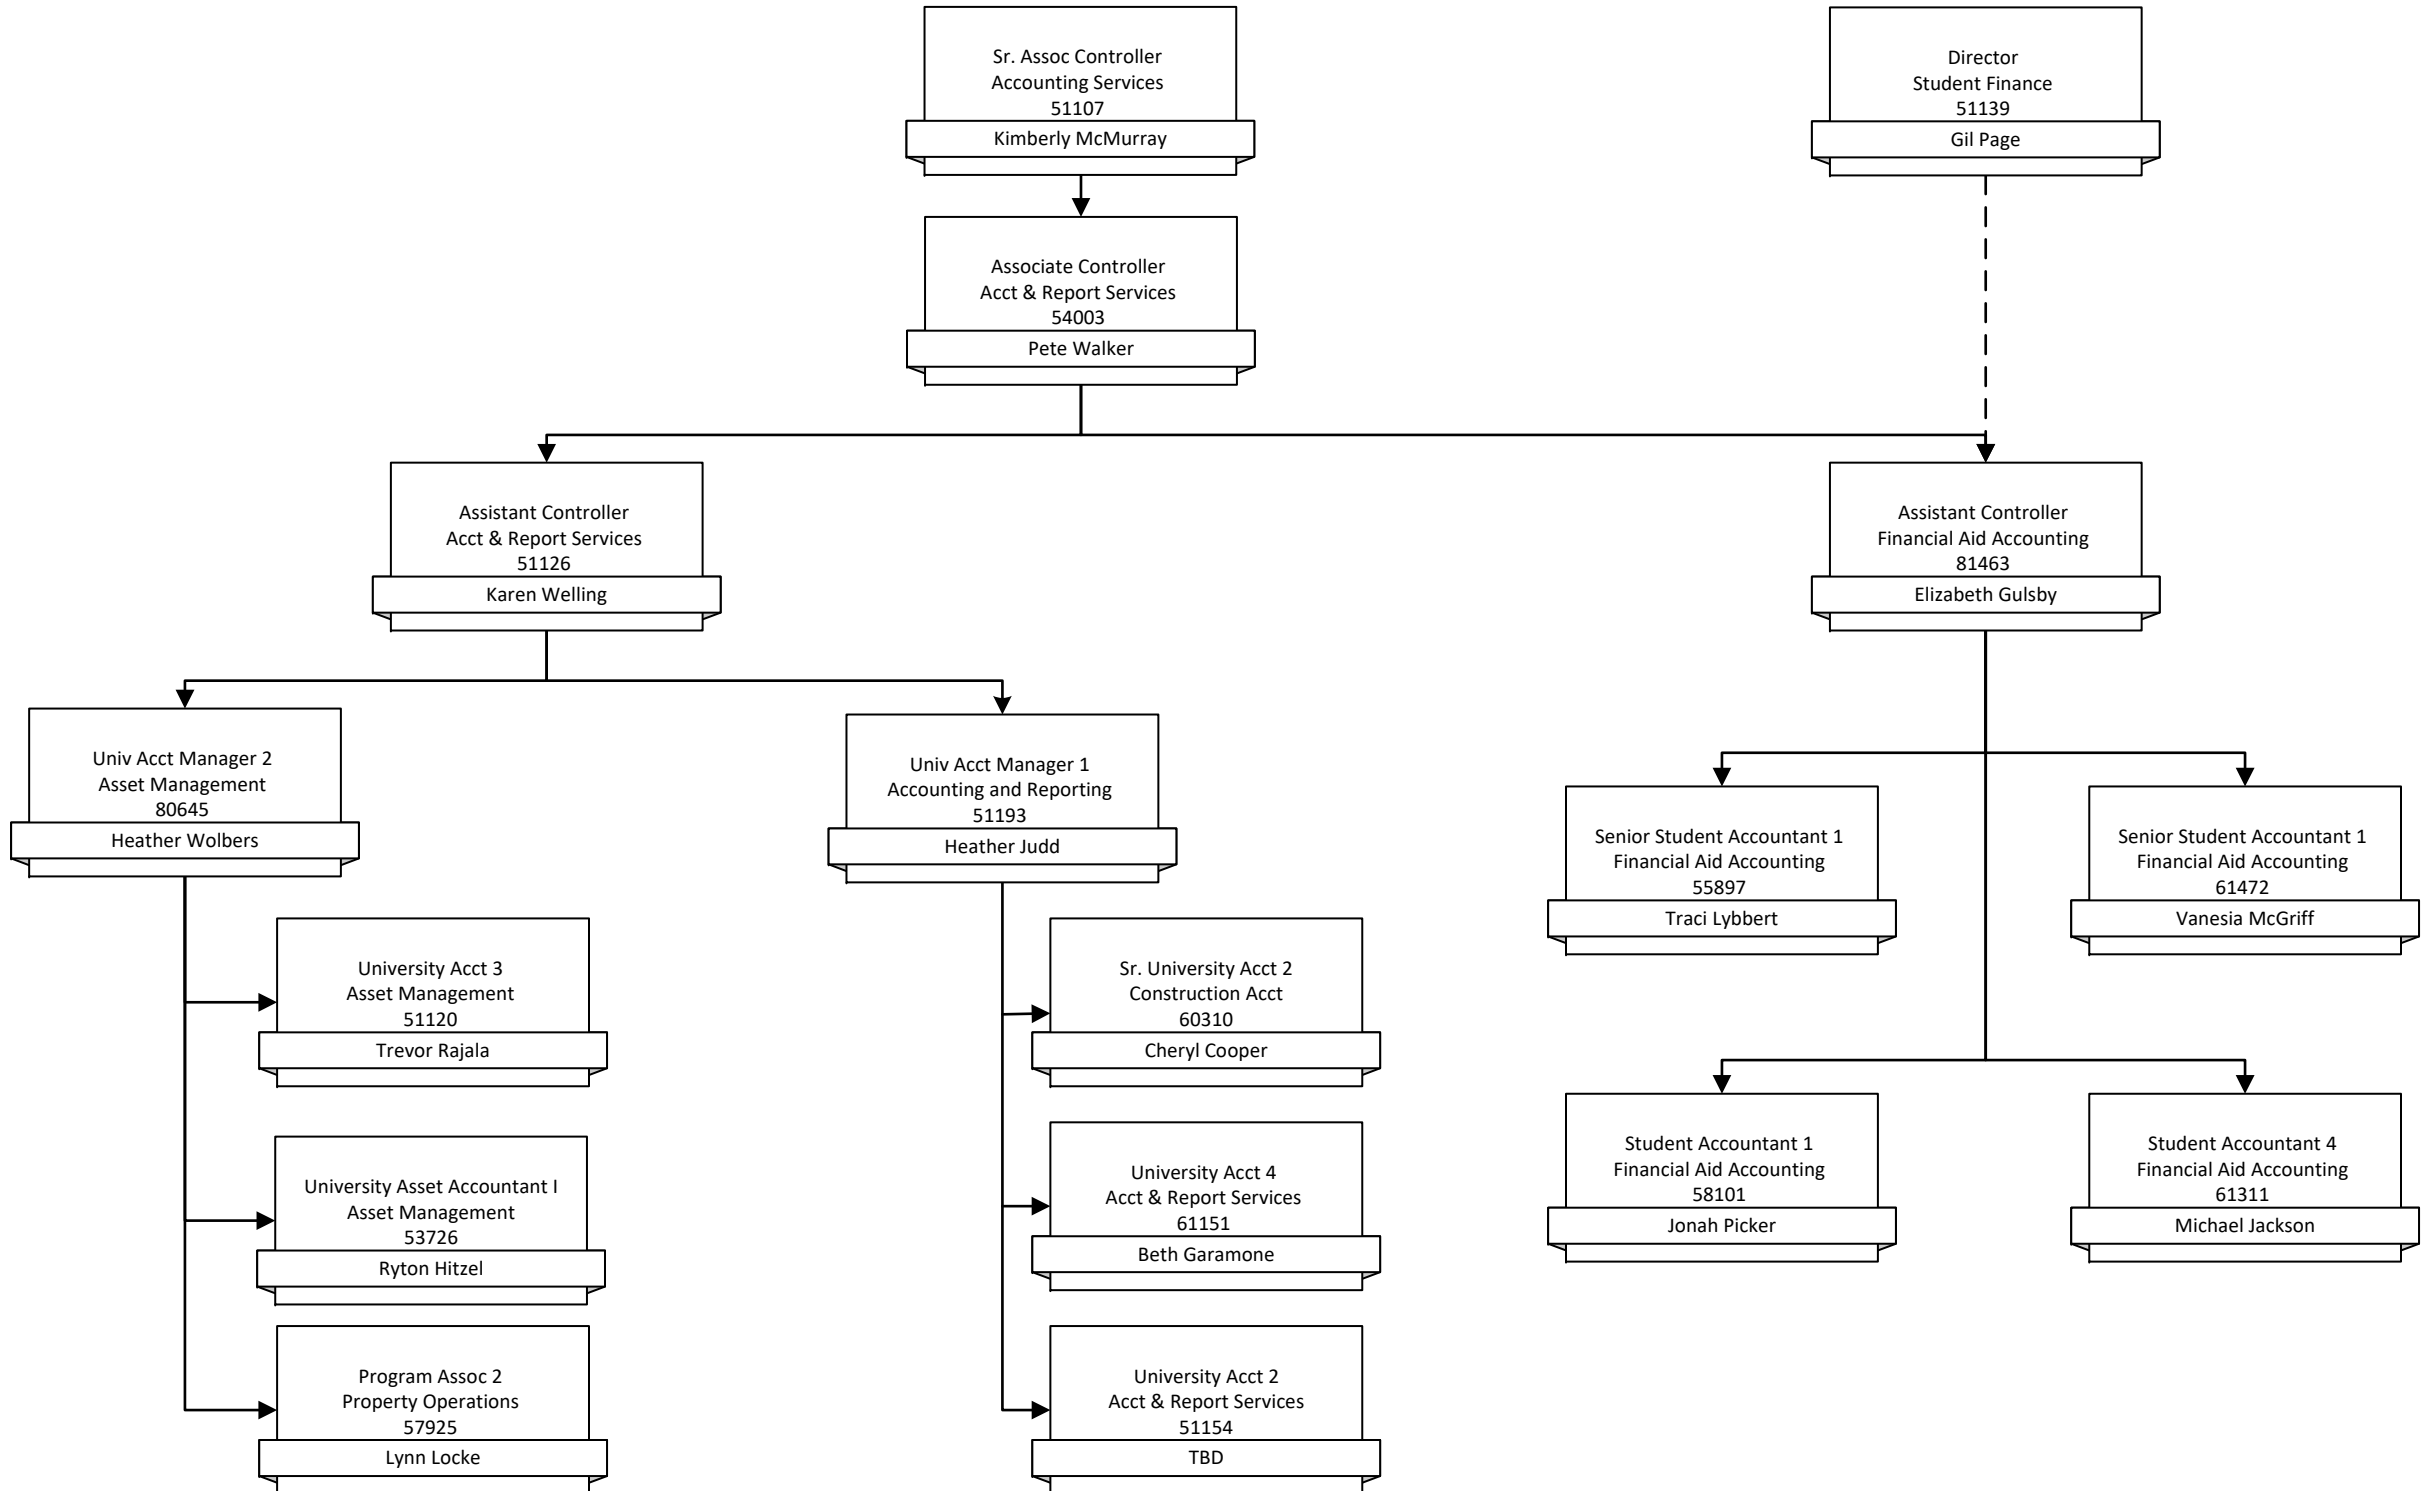 Sr. Assoc Controller
Accounting Services
51107
Kimberly McMurray
Director
Student Finance
51139
Gil Page
Associate Controller
Acct & Report Services
54003
Pete Walker
Assistant Controller
Acct & Report Services
51126
Karen Welling
Assistant Controller
Financial Aid Accounting
81463
Elizabeth Gulsby
Univ Acct Manager 2
Asset Management
80645
Heather Wolbers
Univ Acct Manager 1
Accounting and Reporting
51193
Heather Judd
Senior Student Accountant 1
Financial Aid Accounting
55897
Traci Lybbert
Senior Student Accountant 1
Financial Aid Accounting
61472
Vanesia McGriff
University Acct 3
Asset Management
51120
Trevor Rajala
Sr. University Acct 2
Construction Acct
60310
Cheryl Cooper
University Asset Accountant I
Asset Management
53726
Ryton Hitzel
University Acct 4
Acct & Report Services
61151
Beth Garamone
Student Accountant 1
Financial Aid Accounting
58101
Jonah Picker
Student Accountant 4
Financial Aid Accounting
61311
Michael Jackson
Program Assoc 2
Property Operations
57925
Lynn Locke
University Acct 2
Acct & Report Services
51154
TBD